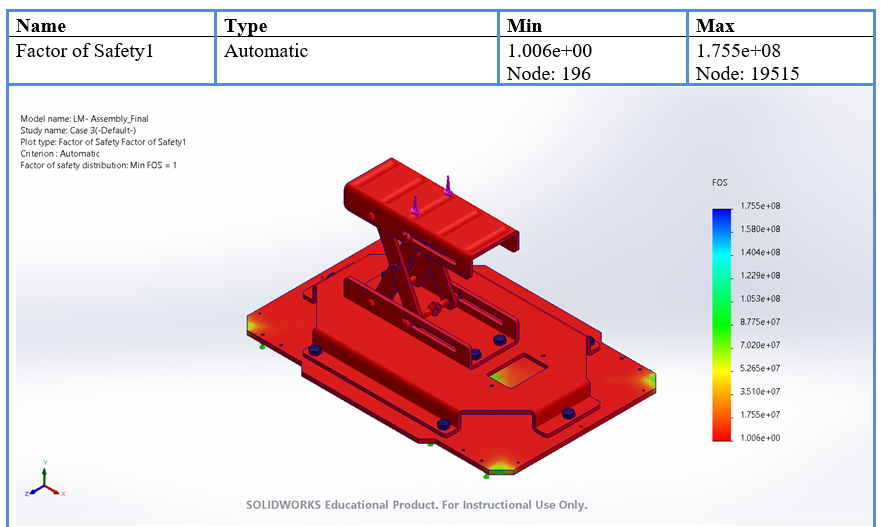 Name Type Min Max
Factor of Safety1 Automatic 1.006e+00 1.755e+08
Node: 196 Node: 19515
Model name: LM- Assembly_Final
Study name: Case 3(-Default-)
Plot type: Factor of Safety Factor of Safety1
Criterion : Automatic
Factor of safety distribution: Min FOS = 1
FOS
1.755e+08
1.580e+08
1.404e+08
1.229e+08
1.053e+08
8.775e+07
7.020e+07
5.265e+07
3.510e+07
1.755e+07
1.006e+00
Y
Z X
SOLIDWORKS Educational Product. For Instructional Use Only.